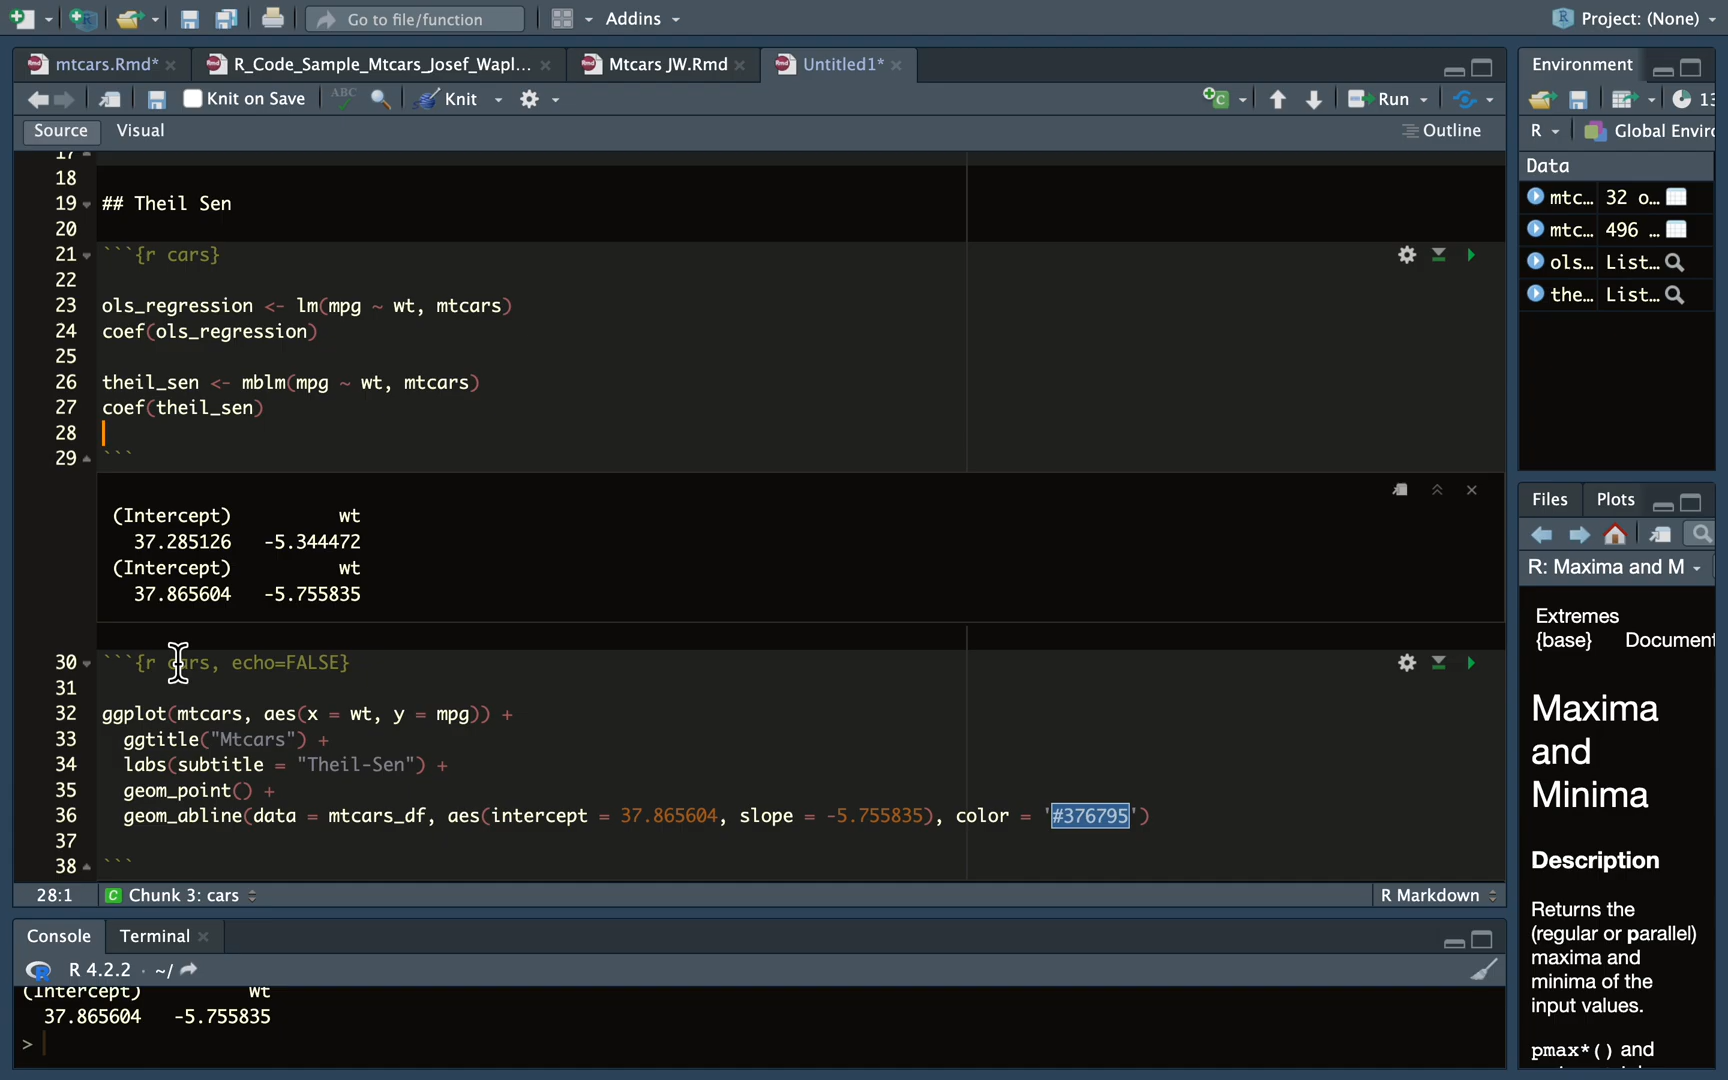 Go to file/function
Addins
Project: (None)
mtcars.Rmd*
R_Code_Sample_Mtcars_Josef_Wapl...
Mtcars JW.Rmd
Untitled1*
Environment
Knit on Save
ABC
Knit
Run
13
Source
Visual
Outline
R
Global Enviro
Data
mtc... 32 o...
mtc... 496 ...
ols... List...
the... List...
17
18
19 ## Theil Sen
20
21 ```{r cars}
22
23 ols_regression <- lm(mpg ~ wt, mtcars)
24 coef(ols_regression)
25
26 theil_sen <- mblm(mpg ~ wt, mtcars)
27 coef(theil_sen)
28
29 ```
(Intercept) wt
37.285126 -5.344472
(Intercept) wt
37.865604 -5.755835
30 ```{r cars, echo=FALSE}
31
32 ggplot(mtcars, aes(x = wt, y = mpg)) +
33 ggtitle("Mtcars") +
34 labs(subtitle = "Theil-Sen") +
35 geom_point() +
36 geom_abline(data = mtcars_df, aes(intercept = 37.865604, slope = -5.755835), color = '#376795')
37
38 ```
28:1
Chunk 3: cars
R Markdown
Console
Terminal
R 4.2.2 · ~/
(Intercept) wt
37.865604 -5.755835
>
Files
Plots
R: Maxima and M
Extremes
{base} Document
Maxima
and
Minima
Description
Returns the
(regular or parallel)
maxima and
minima of the
input values.
pmax*() and